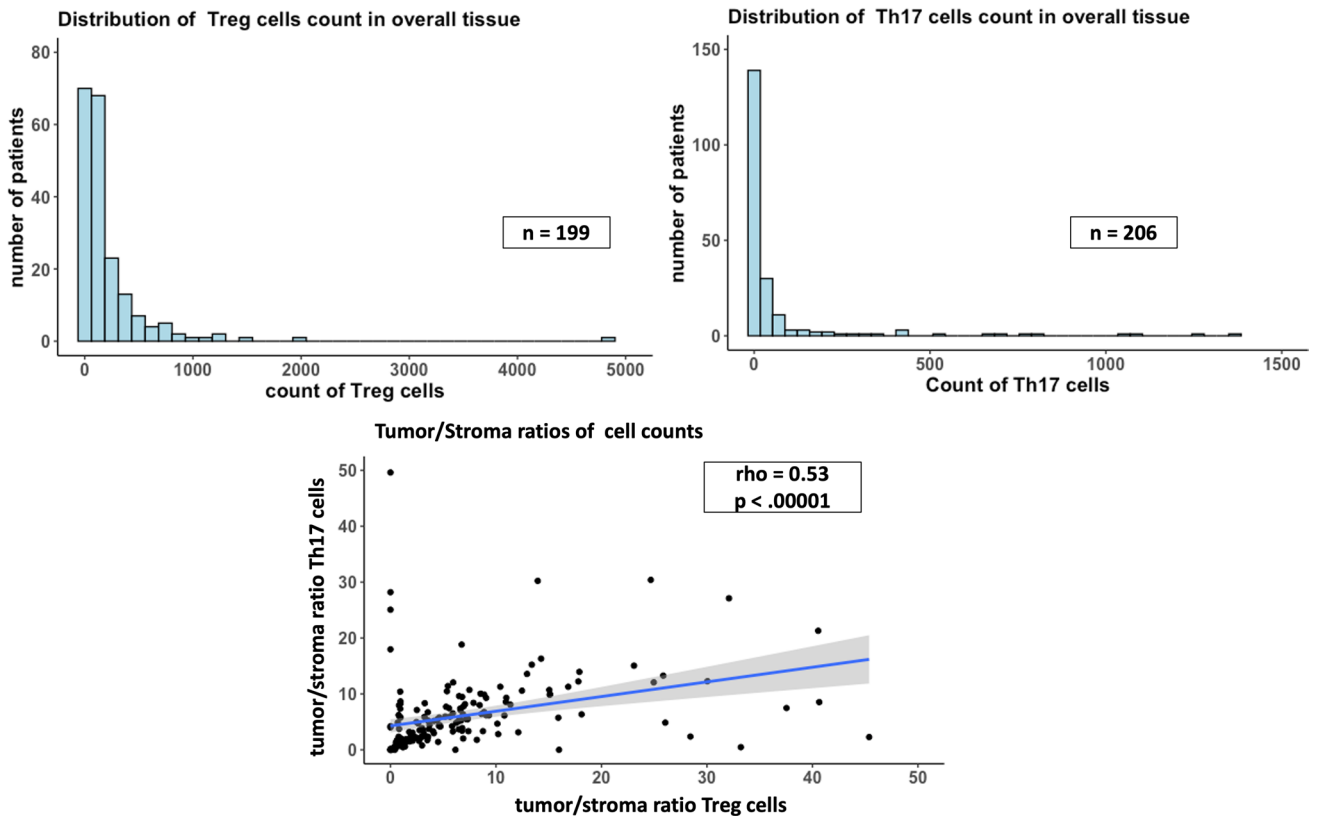 Distribution of  Treg cells count in overall tissue
80
60
40
20
0
number of patients
n = 199
0 1000 2000 3000 4000 5000
count of Treg cells
Distribution of  Th17 cells count in overall tissue
150
100
50
0
number of patients
n = 206
0 500 1000 1500
Count of Th17 cells
Tumor/Stroma ratios of  cell counts
rho = 0.53
p < .00001
50
40
30
20
10
0
tumor/stroma ratio Th17 cells
0 10 20 30 40 50
tumor/stroma ratio Treg cells